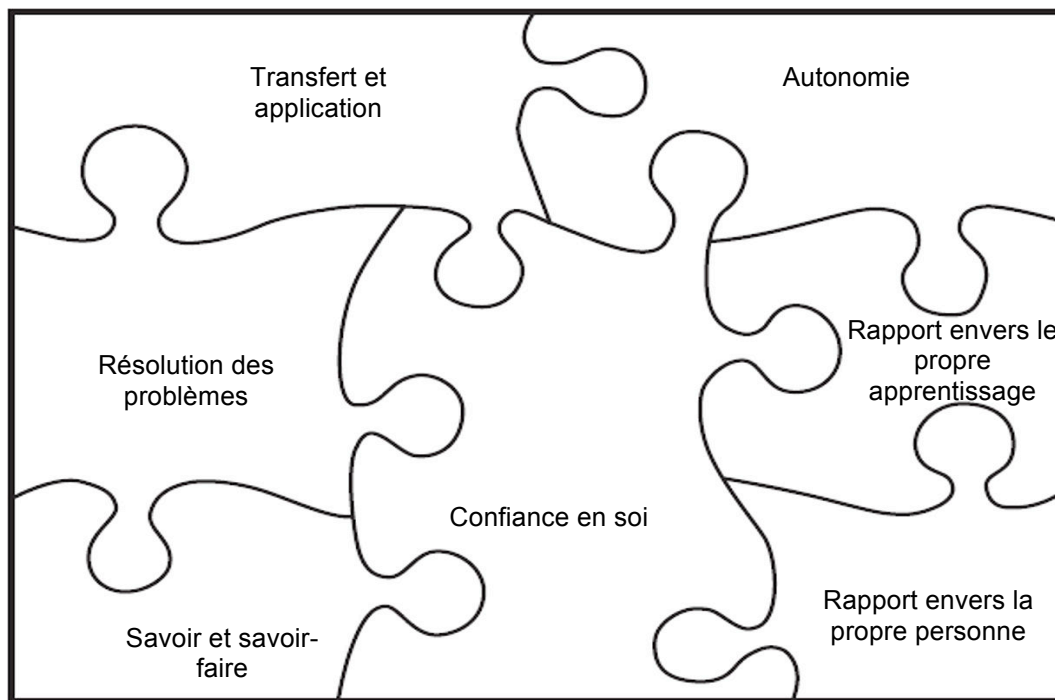 Transfert et
application
Autonomie
Résolution des
problèmes
Rapport envers le
propre
apprentissage
Confiance en soi
Savoir et savoir-
faire
Rapport envers la
propre personne